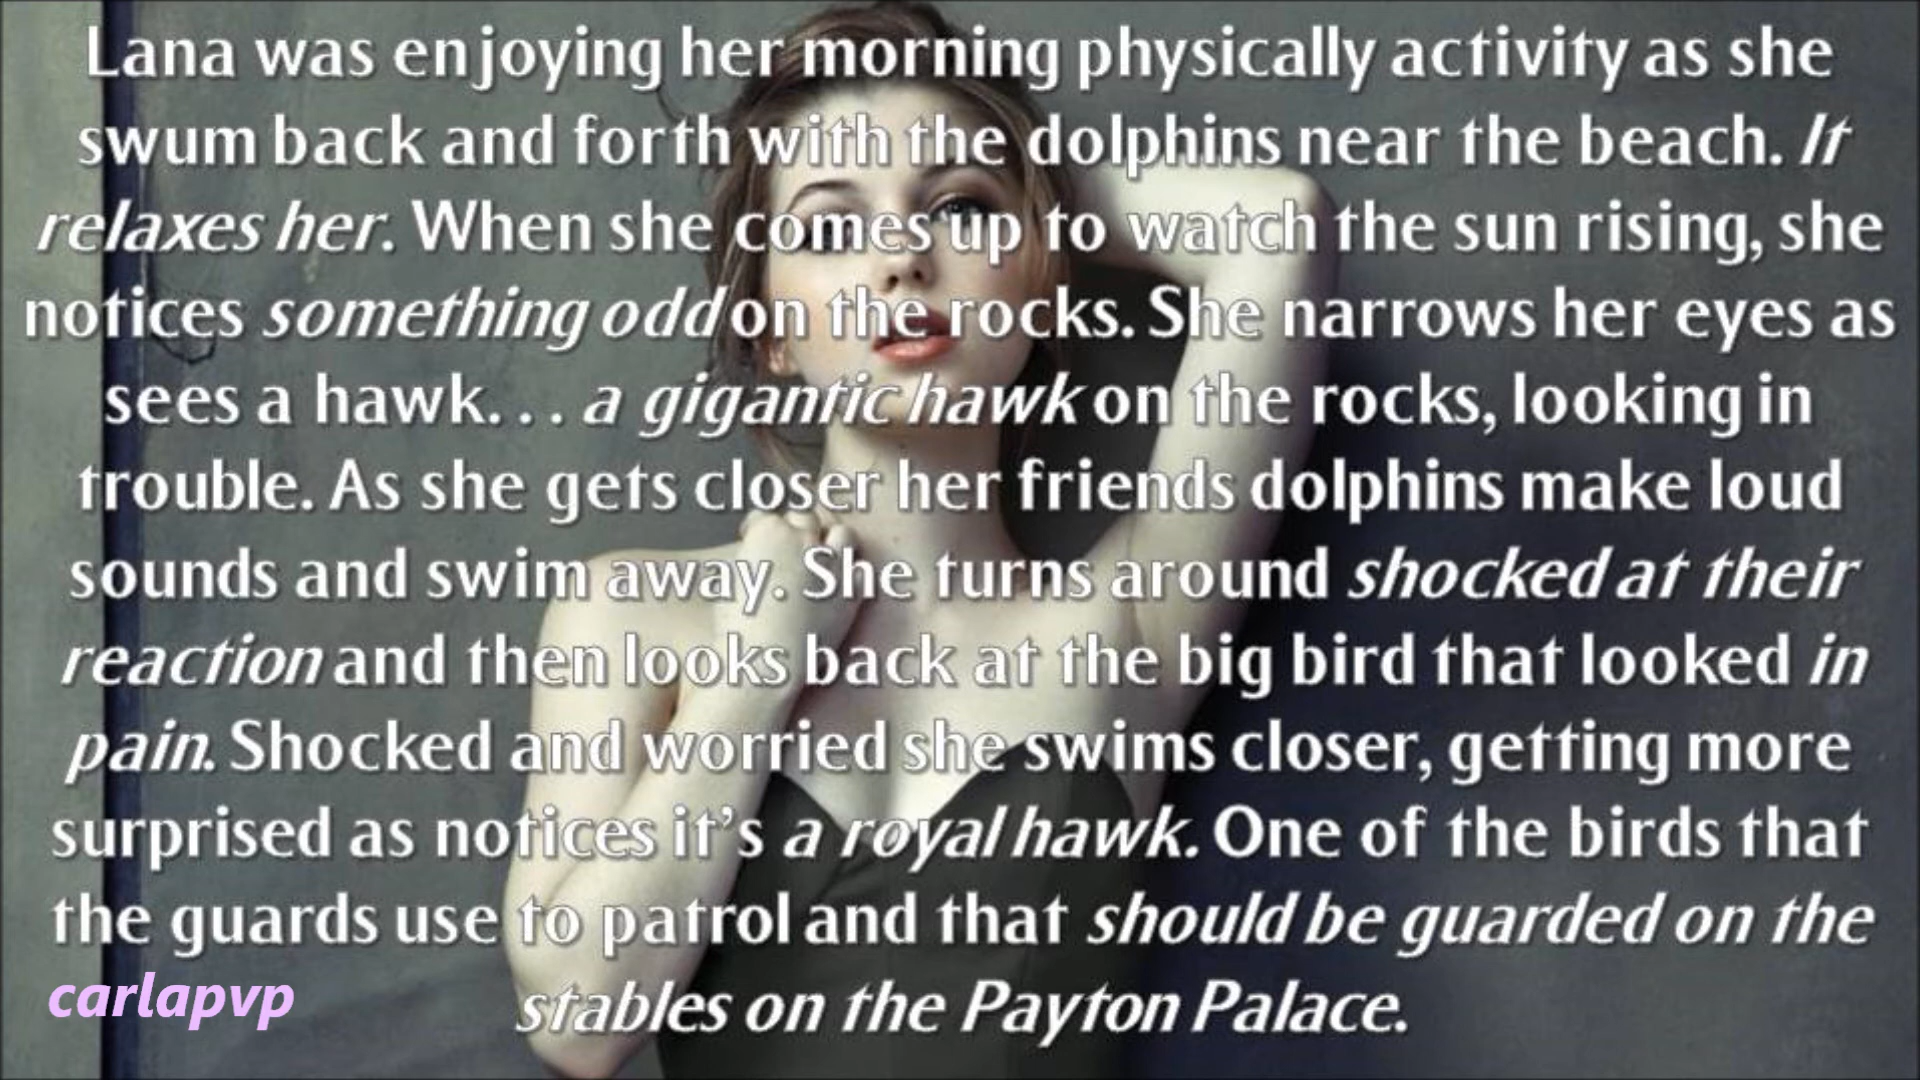 Lana was enjoying her morning physically activity as she
swum back and forth with the dolphins near the beach. It
relaxes her. When she comes up to watch the sun rising, she
notices something odd on the rocks. She narrows her eyes as
sees a hawk. . . a gigantic hawk on the rocks, looking in
trouble. As she gets closer her friends dolphins make loud
sounds and swim away. She turns around shocked at their
reaction and then looks back at the big bird that looked in
pain. Shocked and worried she swims closer, getting more
surprised as notices it's a royal hawk. One of the birds that
the guards use to patrol and that should be guarded on the
stables on the Payton Palace.
carlapvp